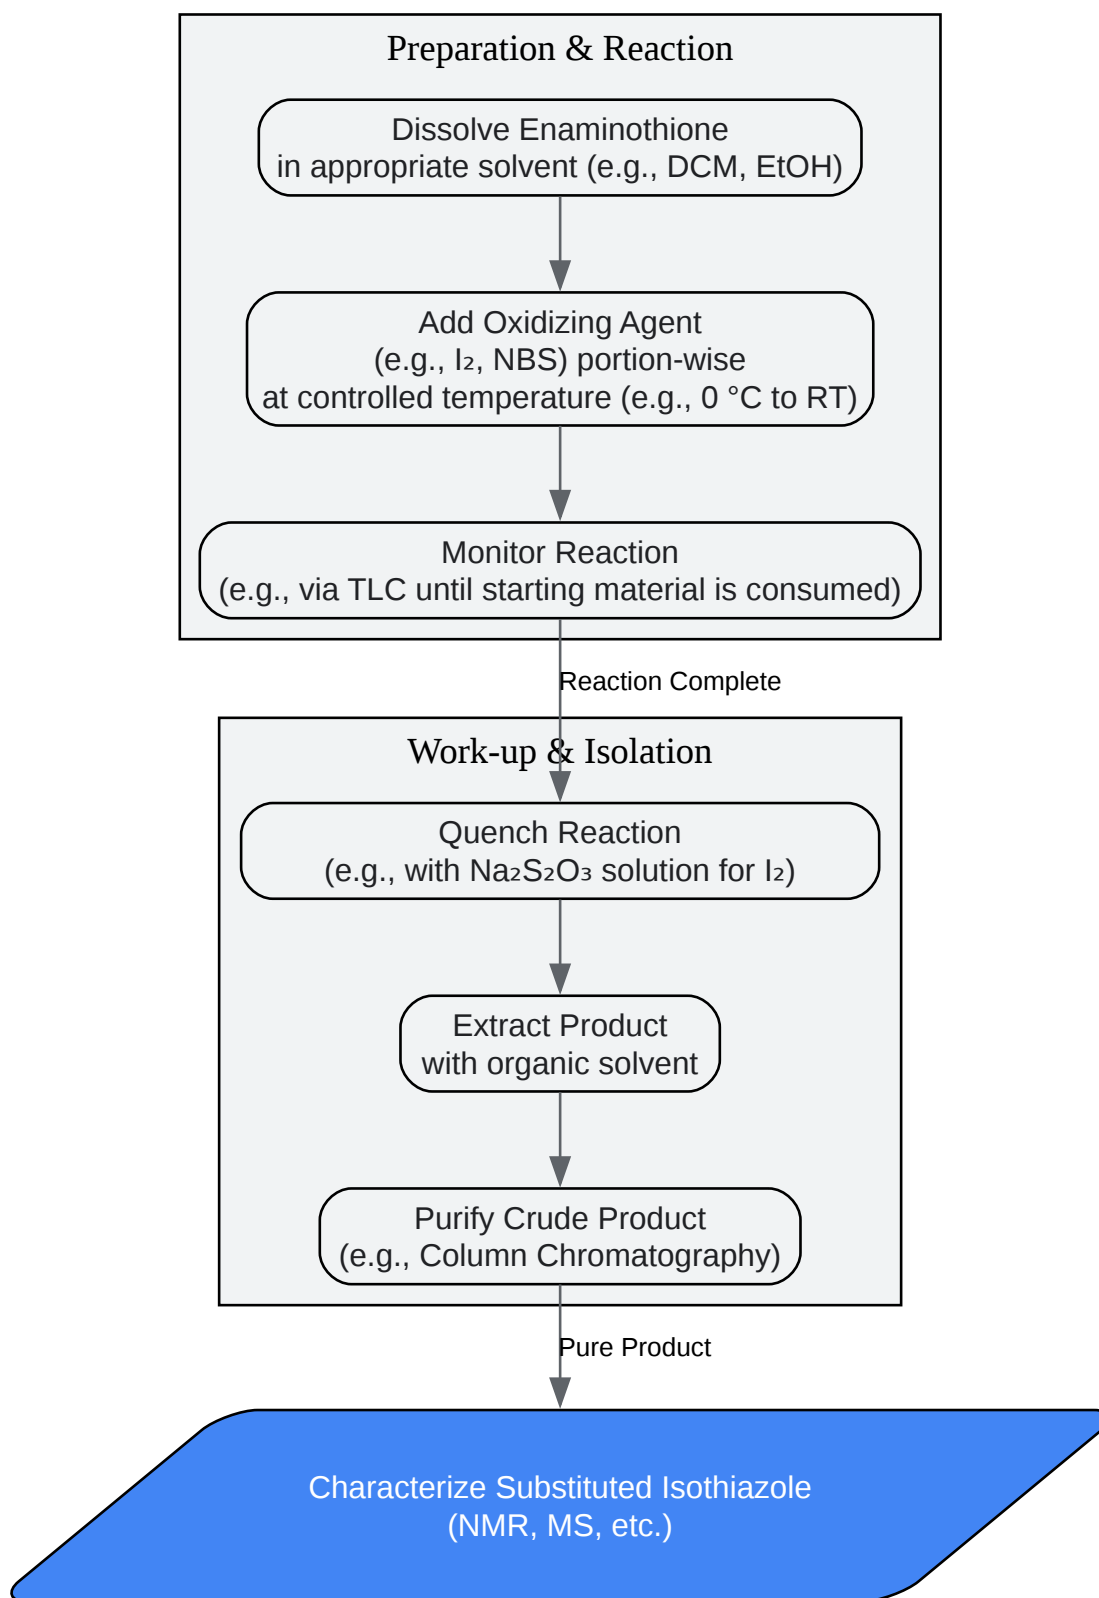 Preparation & Reaction
Dissolve Enaminothione
in appropriate solvent (e.g., DCM, EtOH)
Add Oxidizing Agent
(e.g., I₂, NBS) portion-wise
at controlled temperature (e.g., 0 °C to RT)
Monitor Reaction
(e.g., via TLC until starting material is consumed)
Reaction Complete
Work-up & Isolation
Quench Reaction
(e.g., with Na₂S₂O₃ solution for I₂)
Extract Product
with organic solvent
Purify Crude Product
(e.g., Column Chromatography)
Pure Product
Characterize Substituted Isothiazole
(NMR, MS, etc.)